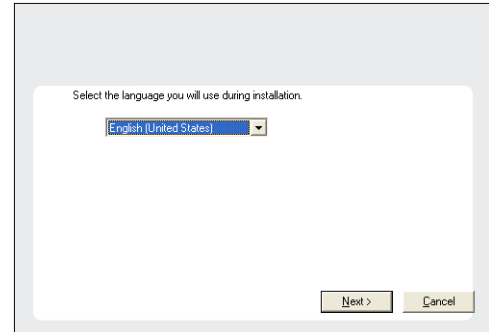 Select the language you will use during installation.
English (United States)
Next >
Cancel